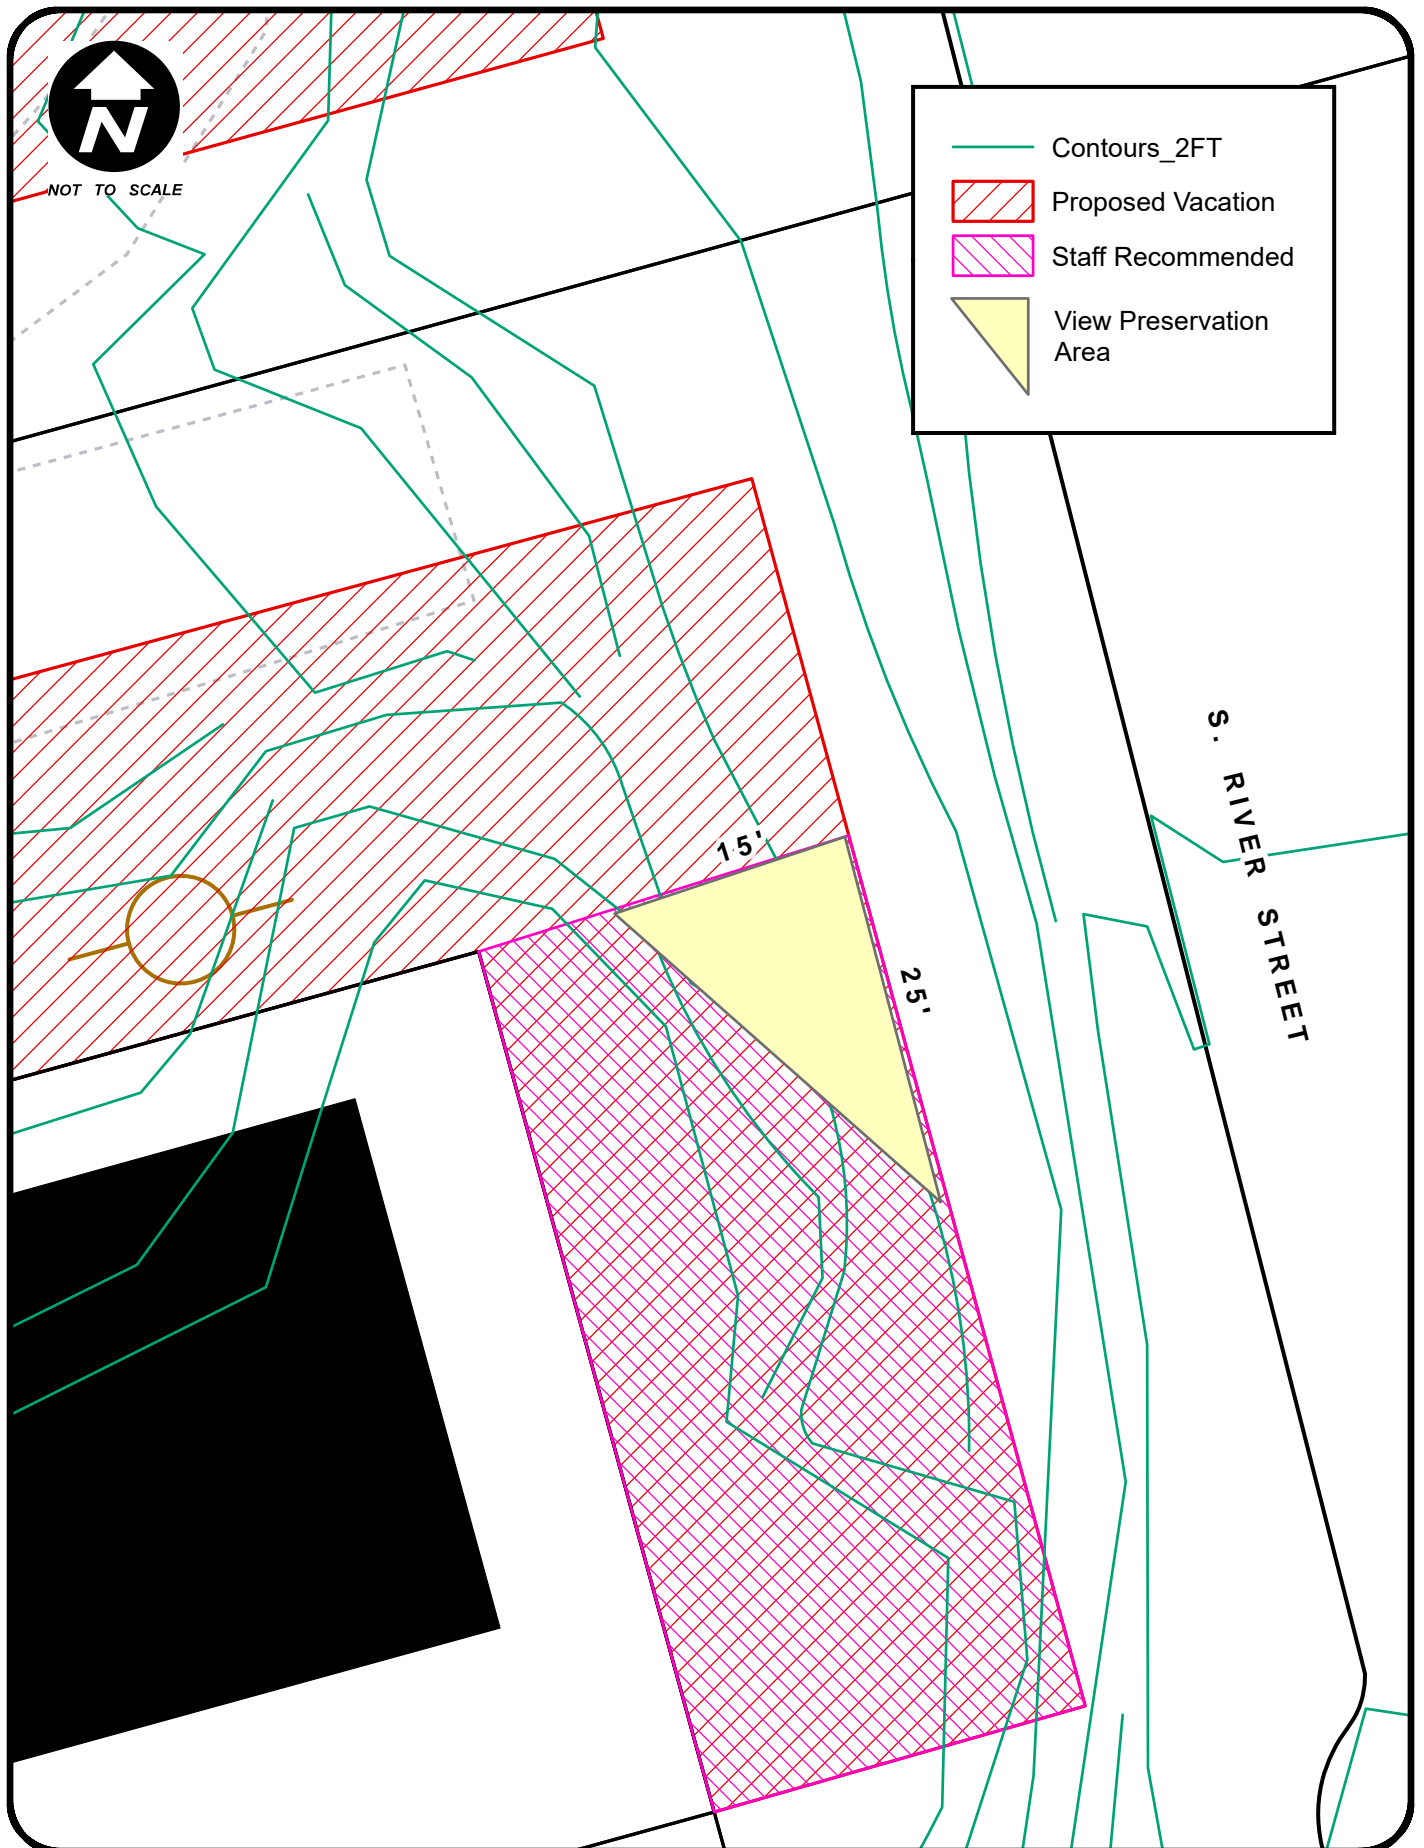 N
NOT TO SCALE
Contours_2FT
Proposed Vacation
Staff Recommended
View Preservation
Area
S. RIVER STREET
15'
25'